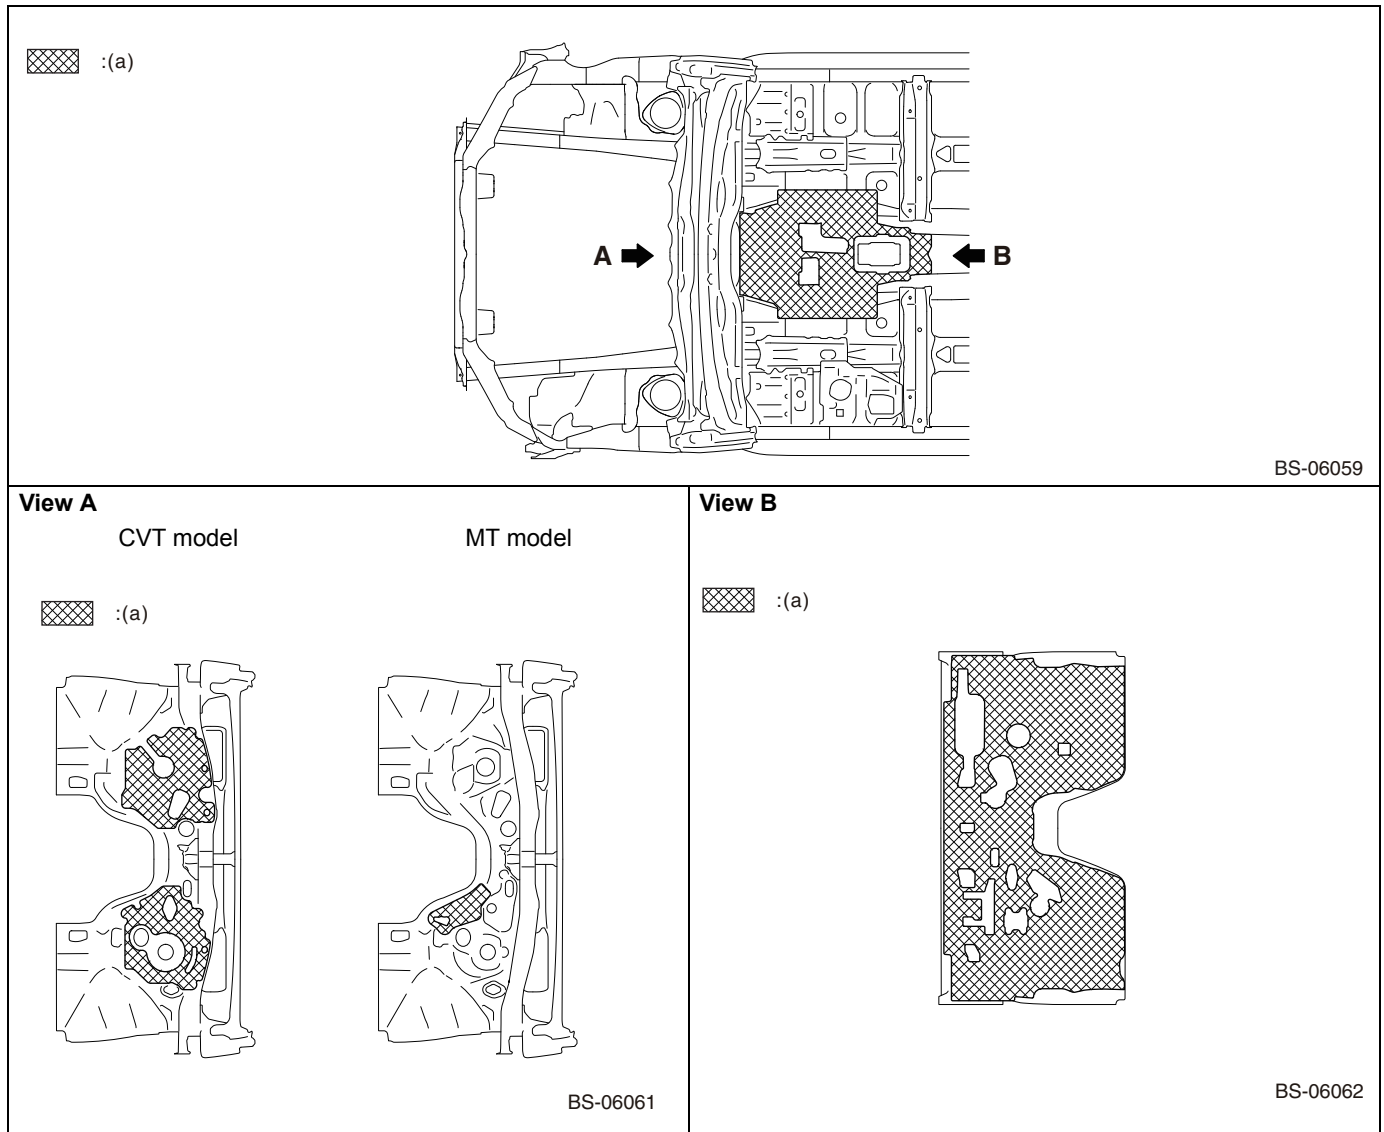 :(a)
A
B
BS-06059
View A
CVT model
MT model
:(a)
BS-06061
View B
:(a)
BS-06062